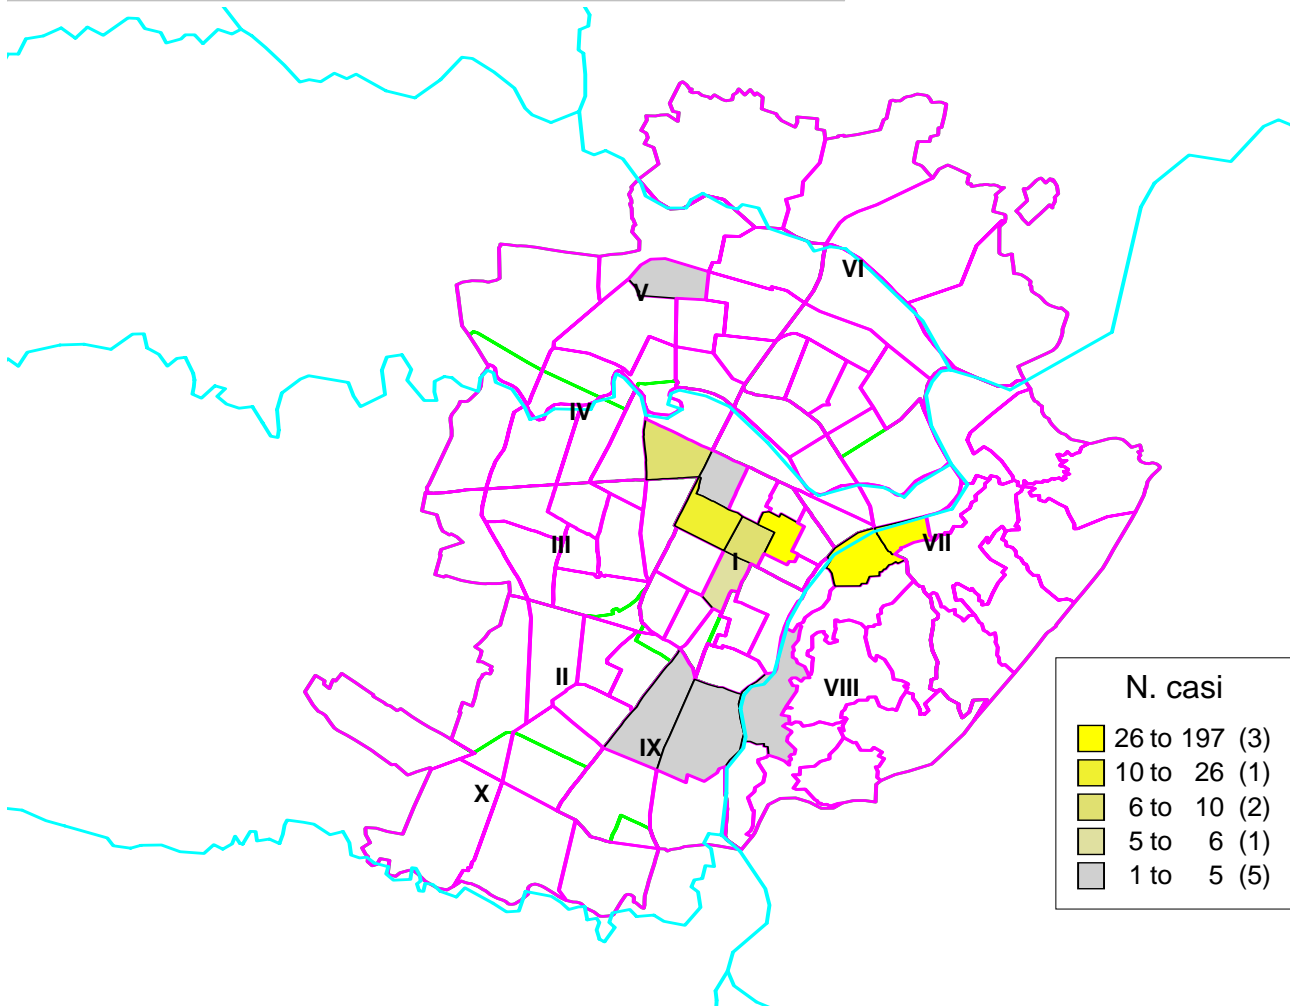 VI
V
IV
III
I
VII
II
VIII
IX
X
N. casi
26 to 197 (3)
10 to 26 (1)
6 to 10 (2)
5 to 6 (1)
1 to 5 (5)